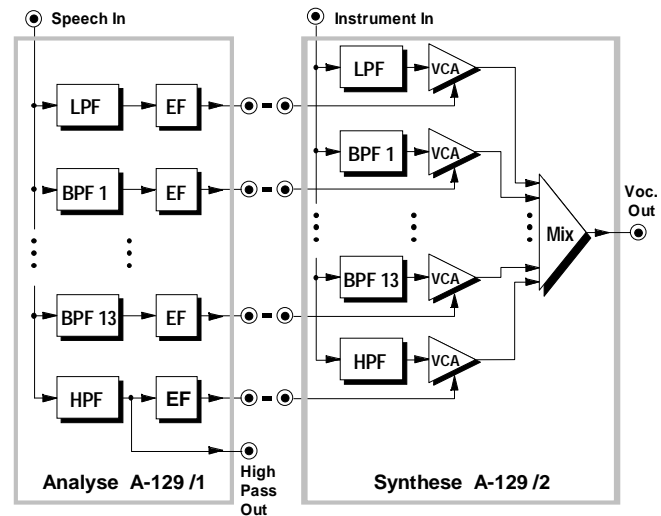 Speech In
Instrument In
LPF
EF
LPF
VCA
BPF 1
EF
BPF 1
VCA
Voc.
Out
Mix
BPF 13
EF
BPF 13
VCA
HPF
EF
HPF
VCA
Analyse A-129 /1
High
Pass
Out
Synthese A-129 /2